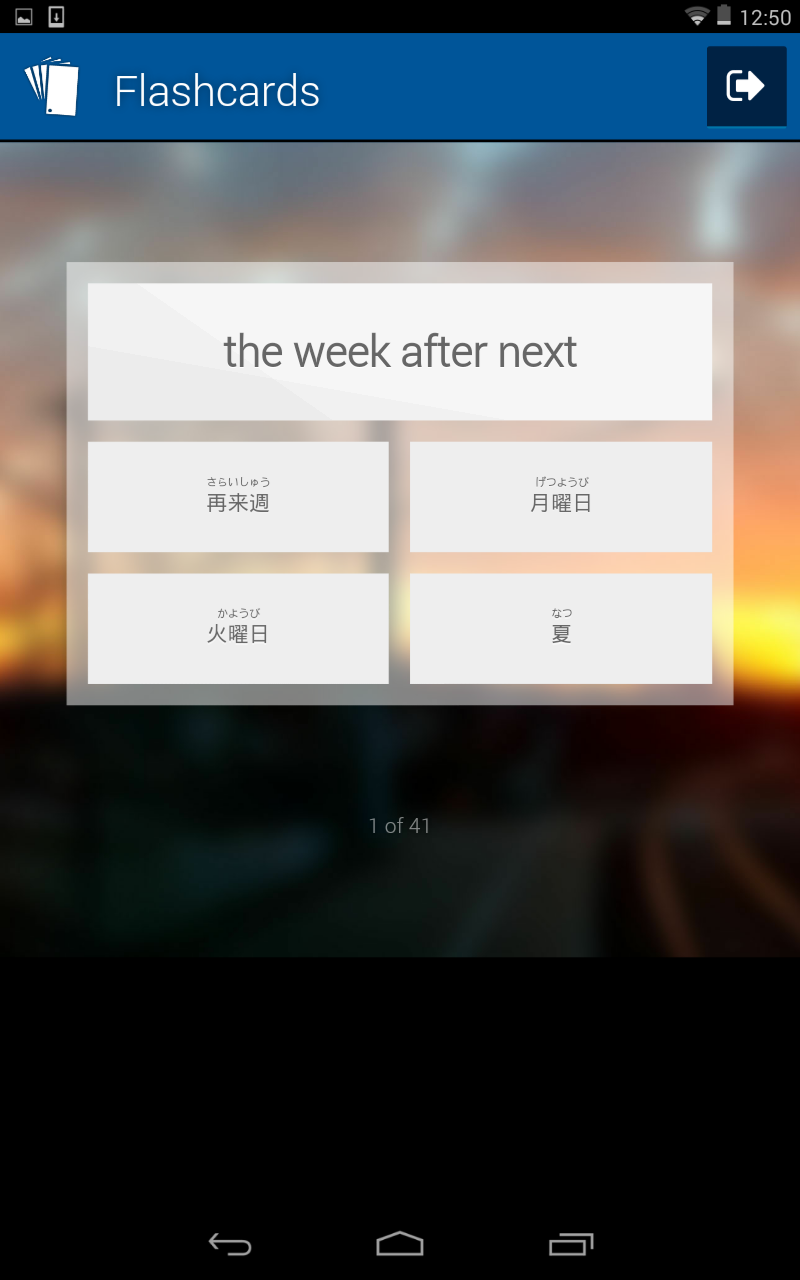 12:50
Flashcards
the week after next
さらいしゅう
再来週
げつようび
月曜日
かようび
火曜日
なつ
夏
1 of 41